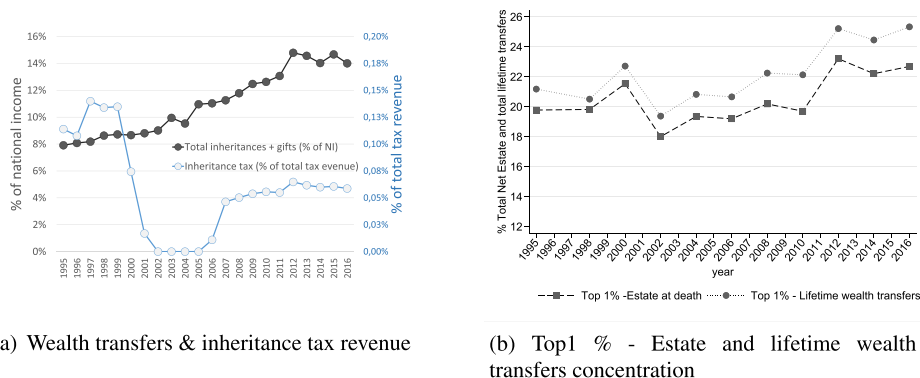 16%
14%
12%
10%
8%
6%
4%
2%
0%
% of national income
0,20%
0,18%
0,15%
0,13%
0,10%
0,08%
0,05%
0,03%
0,00%
% of total tax revenue
Total inheritances + gifts (% of NI)
Inheritance tax (% of total tax evenue)
1995 1996 1997 1998 1999 2000 2001 2002 2003 2004 2005 2006 2007 2008 2009 2010 2011 2012 2013 2014 2015 2016
a) Wealth transfers & inheritance tax revenue
% Total Net Estate and total lifetime transfers
26
24
22
20
18
16
14
12
1995 1996 1997 1998 1999 2000 2001 2002 2003 2004 2005 2006 2007 2008 2009 2010 2011 2012 2013 2014 2015 2016
year
Top 1% -Estate at death Top 1% - Lifetime wealth transfers
(b) Top1 % - Estate and lifetime wealth
transfers concentration